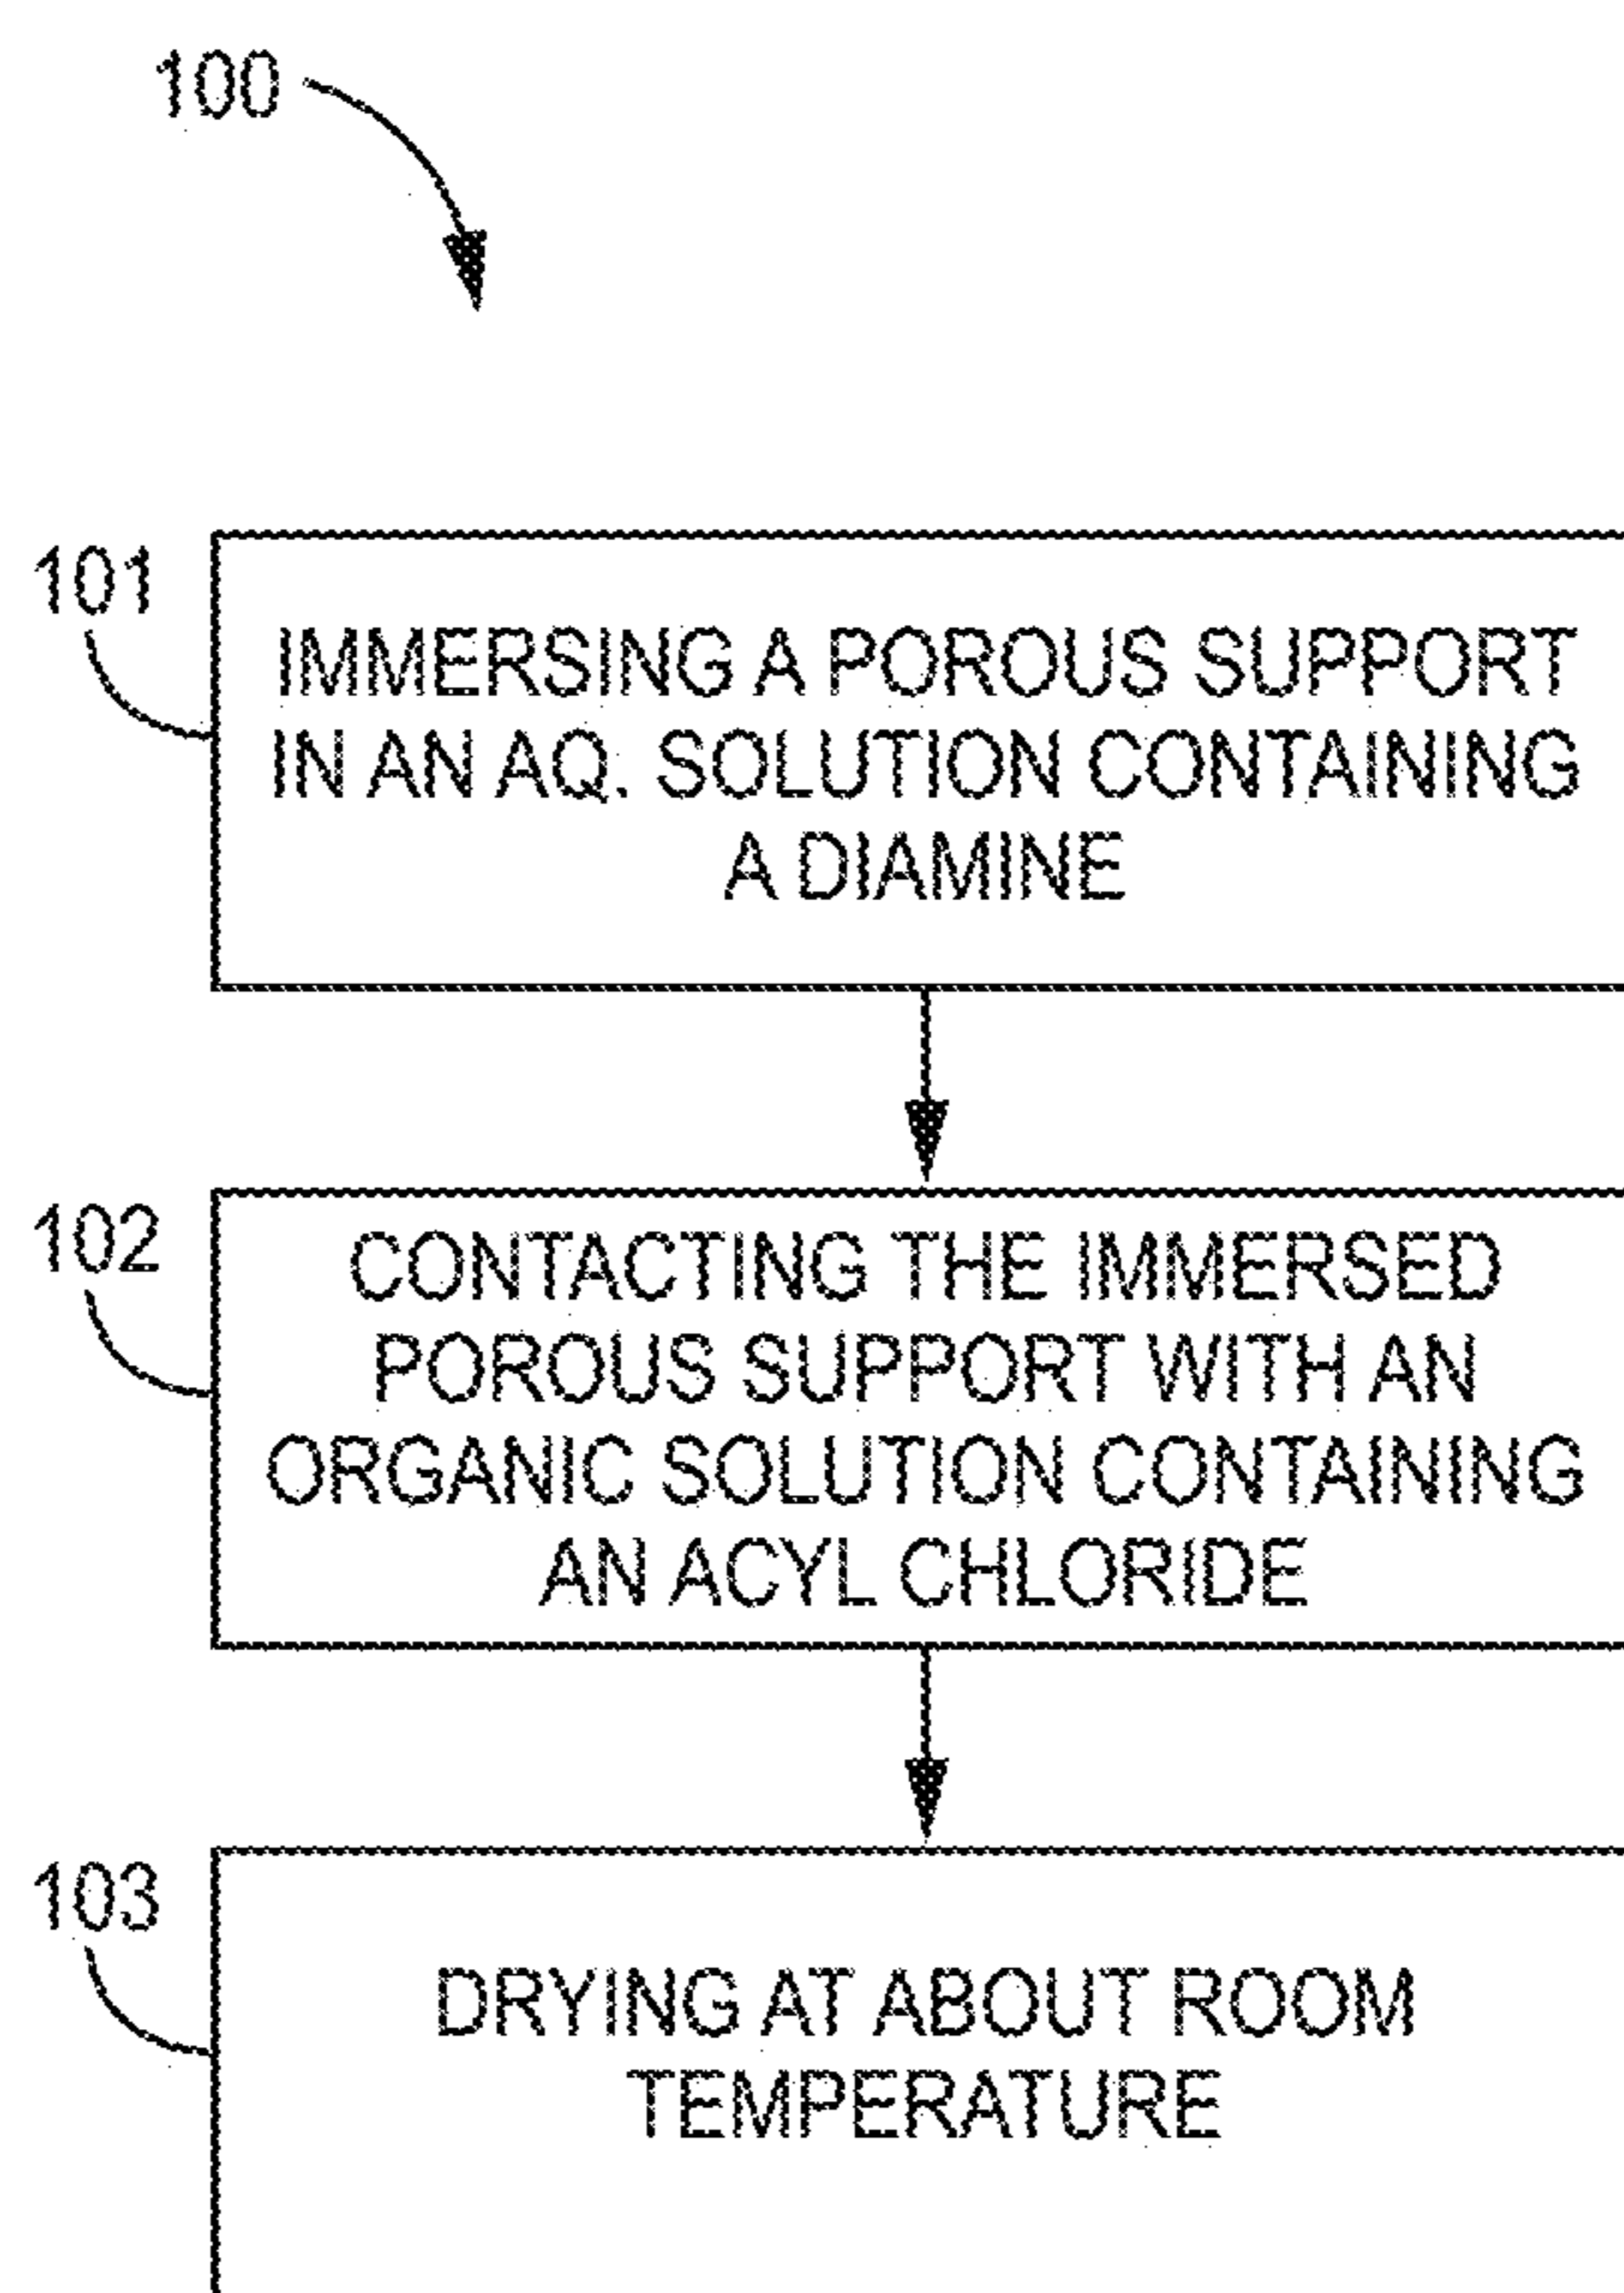 100
101
IMMERSING A POROUS SUPPORT
IN AN AQ. SOLUTION CONTAINING
A DIAMINE
102
CONTACTING THE IMMERSED
POROUS SUPPORT WITH AN
ORGANIC SOLUTION CONTAINING
AN ACYL CHLORIDE
103
DRYING AT ABOUT ROOM
TEMPERATURE